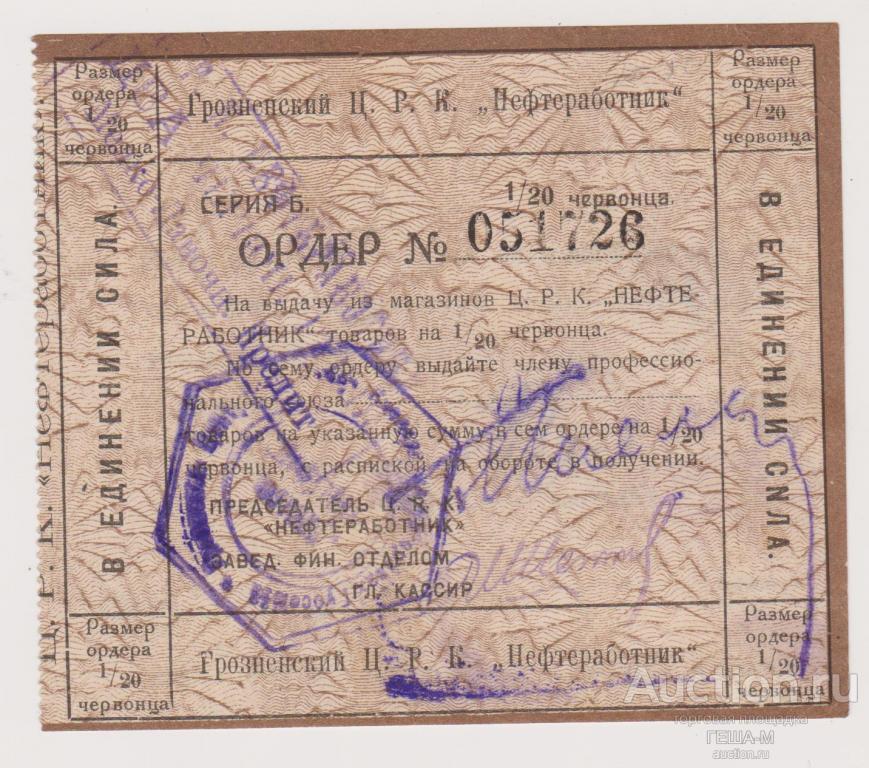 Размер
ордера
1/20
червонца
Грозненский Ц. Р. К. „Нефтеработник“
Размер
ордера
1/20
червонца
Ц. Р. К. «Нефтеработник»
В ЕДИНЕНИИ СИЛА.
СЕРИЯ Б.
1/20 червонца.
ОРДЕР № 051726
На выдачу из магазинов Ц. Р. К. „НЕФТЕ
РАБОТНИК“ товаров на 1/20 червонца.
По сему ордеру выдайте члену профессио-
нального союза
товаров на указанную сумму в сем ордере на 1/20
червонца, с распиской на обороте в получении.
ПРЕДСЕДАТЕЛЬ Ц. Р. К.
«НЕФТЕРАБОТНИК»
ЗАВЕД. ФИН. ОТДЕЛОМ
ГЛ. КАССИР
В ЕДИНЕНИИ СИЛА.
Размер
ордера
1/20
червонца
Грозненский Ц. Р. К. „Нефтеработник“
Размер
ордера
1/20
червонца
Auction.ru
торговая площадка
ГЕША-М
auction.ru